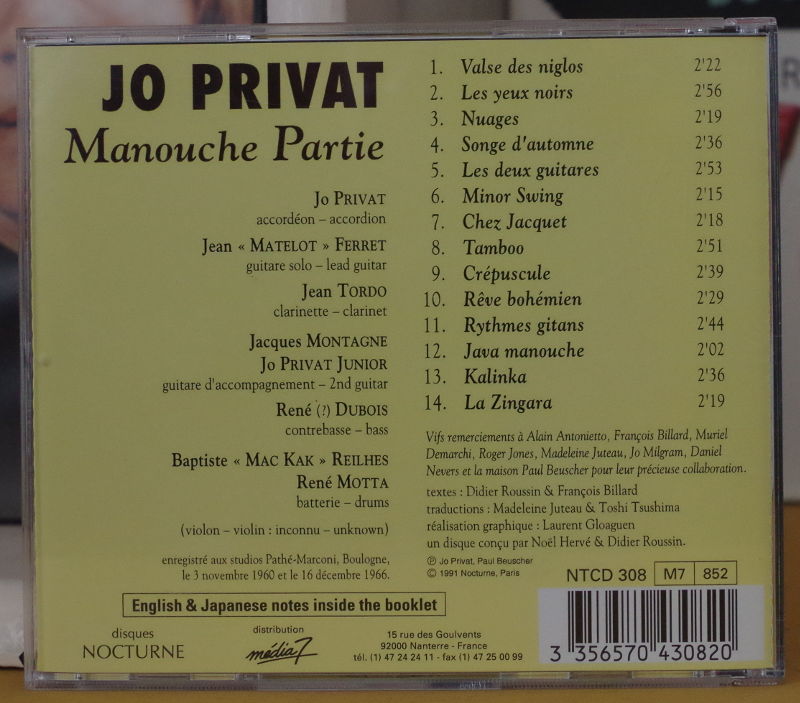 JO PRIVAT
Manouche Partie
Jo PRIVAT
accordéon – accordion
Jean « MATELOT » FERRET
guitare solo – lead guitar
Jean TORDO
clarinette – clarinet
Jacques MONTAGNE
Jo PRIVAT JUNIOR
guitare d'accompagnement – 2nd guitar
René (?) DUBOIS
contrebasse – bass
Baptiste « MAC KAK » REILHES
René MOTTA
batterie – drums
(violon – violin : inconnu – unknown)
enregistré aux studios Pathé-Marconi, Boulogne,
le 3 novembre 1960 et le 16 décembre 1966.
English & Japanese notes inside the booklet
disques
NOCTURNE
distribution
média 7
15 rue des Goulvents
92000 Nanterre - France
tél. (1) 47 24 24 11 - fax (1) 47 25 00 99
1. Valse des niglos 2'22
2. Les yeux noirs 2'56
3. Nuages 2'19
4. Songe d'automne 2'36
5. Les deux guitares 2'53
6. Minor Swing 2'15
7. Chez Jacquet 2'18
8. Tamboo 2'51
9. Crépuscule 2'39
10. Rêve bohémien 2'29
11. Rythmes gitans 2'44
12. Java manouche 2'02
13. Kalinka 2'36
14. La Zingara 2'19
Vifs remerciements à Alain Antonietto, François Billard, Muriel
Demarchi, Roger Jones, Madeleine Juteau, Jo Milgram, Daniel
Nevers et la maison Paul Beuscher pour leur précieuse collaboration.
textes : Didier Roussin & François Billard
traductions : Madeleine Juteau & Toshi Tsushima
réalisation graphique : Laurent Gloaguen
un disque conçu par Noël Hervé & Didier Roussin.
℗ Jo Privat, Paul Beuscher
© 1991 Nocturne, Paris
NTCD 308 M7 852
3 356570 430820
R